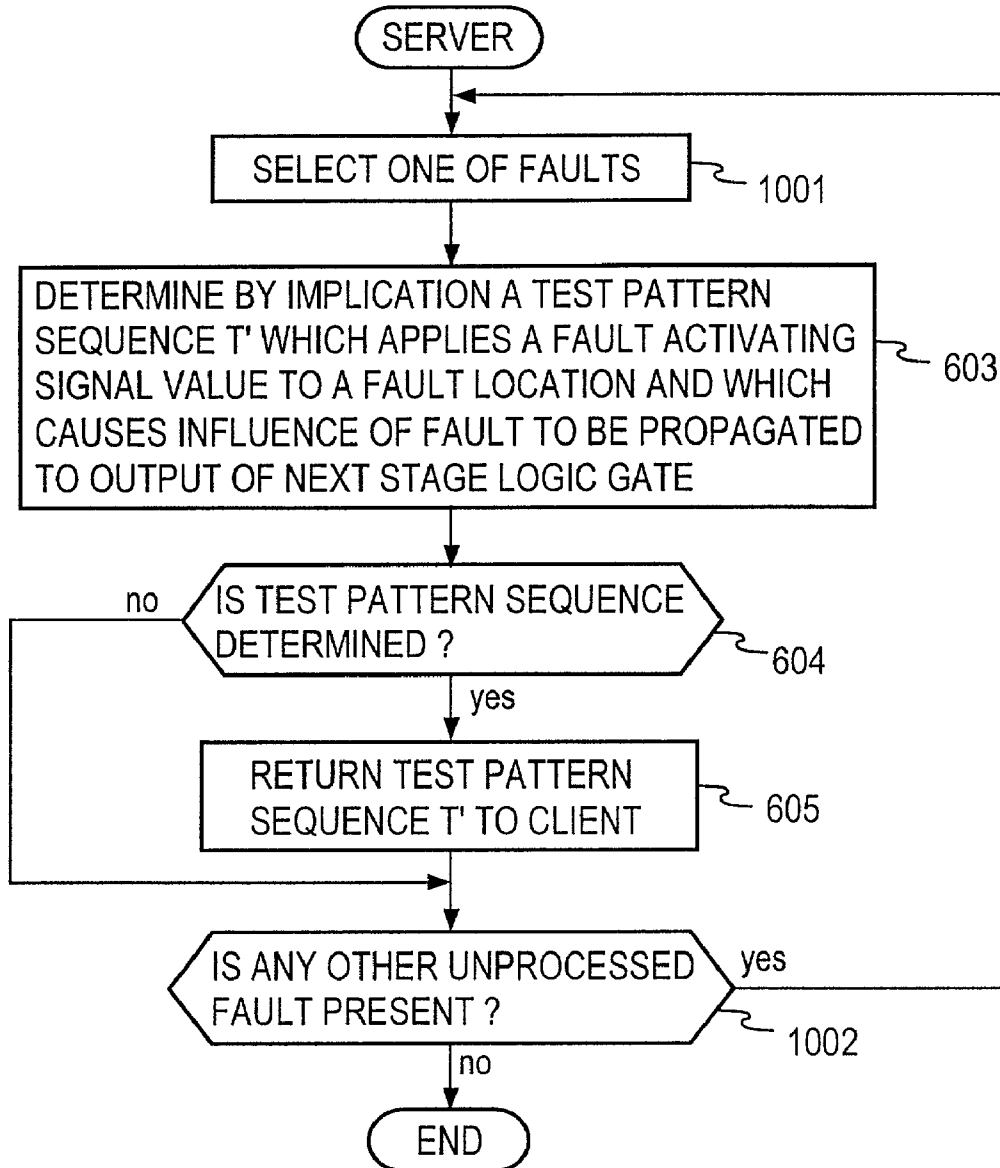 SERVER
SELECT ONE OF FAULTS
1001
DETERMINE BY IMPLICATION A TEST PATTERN
SEQUENCE T' WHICH APPLIES A FAULT ACTIVATING
SIGNAL VALUE TO A FAULT LOCATION AND WHICH
CAUSES INFLUENCE OF FAULT TO BE PROPAGATED
TO OUTPUT OF NEXT STAGE LOGIC GATE
603
no
IS TEST PATTERN SEQUENCE
DETERMINED ?
604
yes
RETURN TEST PATTERN
SEQUENCE T' TO CLIENT
605
IS ANY OTHER UNPROCESSED
FAULT PRESENT ?
yes
1002
no
END